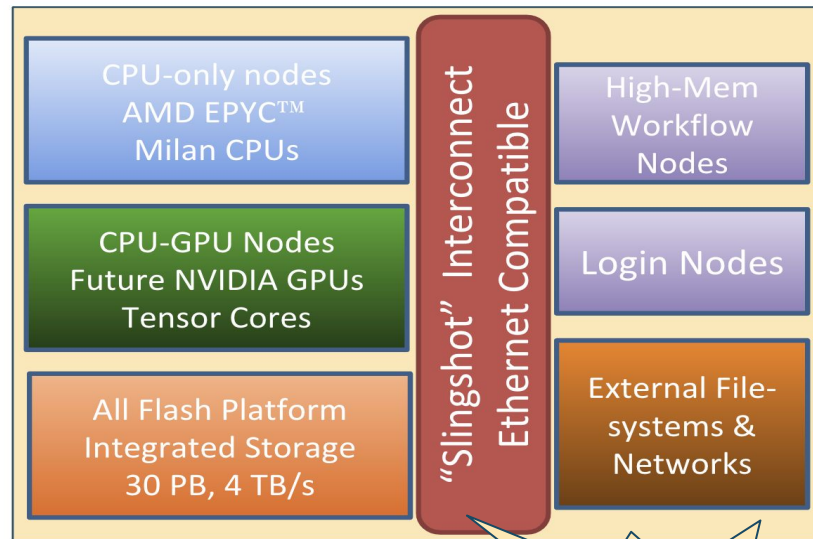 CPU-only nodes
AMD EPYC™
Milan CPUs
CPU-GPU Nodes
Future NVIDIA GPUs
Tensor Cores
All Flash Platform
Integrated Storage
30 PB, 4 TB/s
“Slingshot” Interconnect
Ethernet Compatible
High-Mem
Workflow
Nodes
Login Nodes
External File-
systems &
Networks